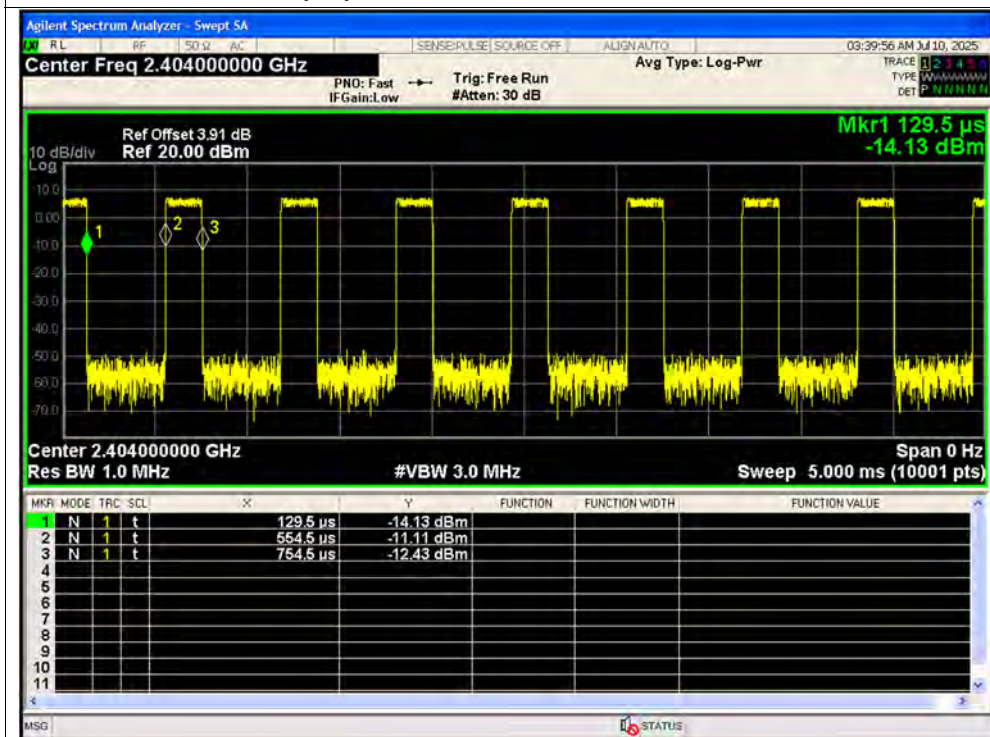 Agilent Spectrum Analyzer - Swept SA
RL RF 50 Ω AC SENSE:PULSE SOURCE OFF ALIGN AUTO 03:39:56 AM Jul 10, 2025
Center Freq 2.404000000 GHz Avg Type: Log-Pwr TRACE 1 2 3 4 5 6
PNO: Fast Trig: Free Run TYPE WWWWWW
IFGain:Low #Atten: 30 dB DET P N N N N N
Mkr1 129.5 µs
Ref Offset 3.91 dB
10 dB/div Ref 20.00 dBm -14.13 dBm
Log
10.0
0.00
-10.0
-20.0
-30.0
-40.0
-50.0
-60.0
-70.0
1 2 3
Center 2.404000000 GHz Span 0 Hz
Res BW 1.0 MHz #VBW 3.0 MHz Sweep 5.000 ms (10001 pts)
MKR MODE TRC SCL X Y FUNCTION FUNCTION WIDTH FUNCTION VALUE
1 N 1 t 129.5 µs -14.13 dBm
2 N 1 t 554.5 µs -11.11 dBm
3 N 1 t 754.5 µs -12.43 dBm
4
5
6
7
8
9
10
11
MSG STATUS